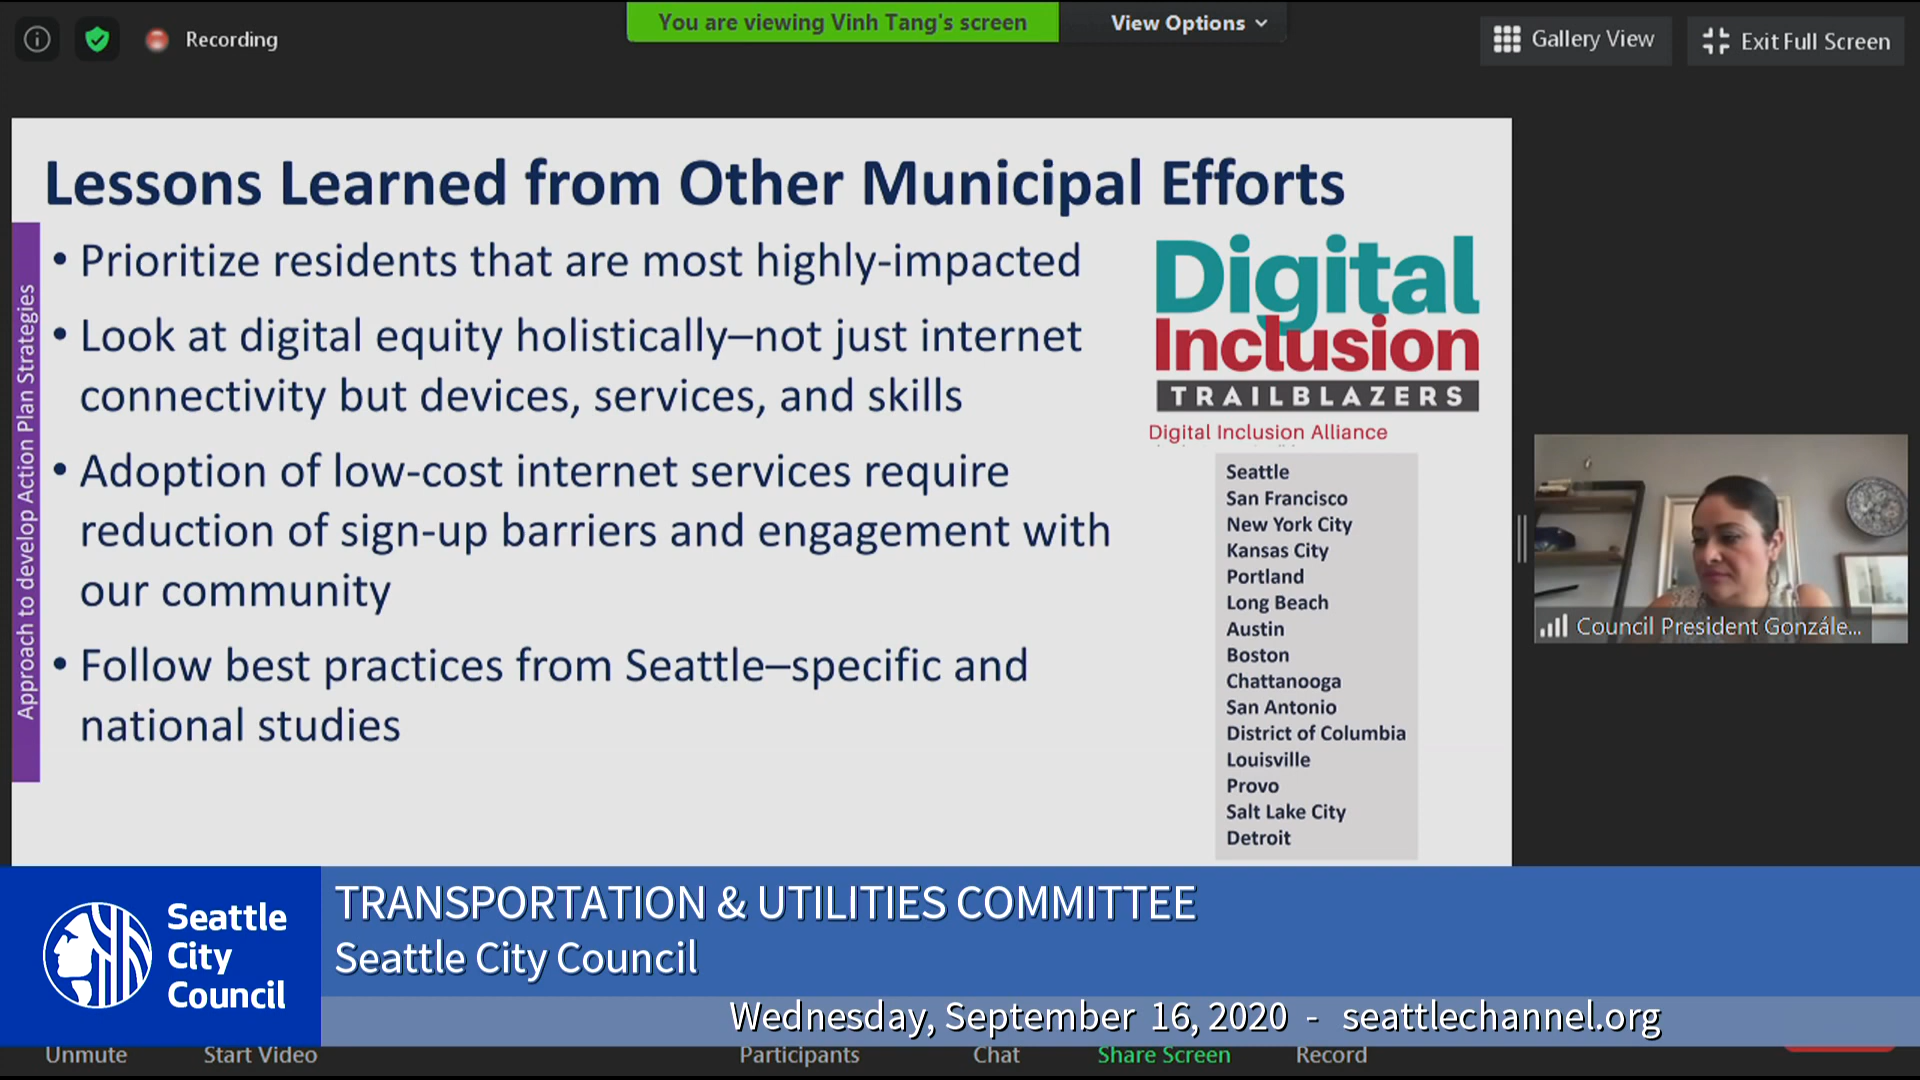 Recording
You are viewing Vinh Tang's screen
View Options
Gallery View
Exit Full Screen
Lessons Learned from Other Municipal Efforts
Approach to develop Action Plan Strategies
• Prioritize residents that are most highly-impacted
• Look at digital equity holistically–not just internet
connectivity but devices, services, and skills
• Adoption of low-cost internet services require
reduction of sign-up barriers and engagement with
our community
• Follow best practices from Seattle–specific and
national studies
Digital
Inclusion
TRAILBLAZERS
Digital Inclusion Alliance
Seattle
San Francisco
New York City
Kansas City
Portland
Long Beach
Austin
Boston
Chattanooga
San Antonio
District of Columbia
Louisville
Provo
Salt Lake City
Detroit
Council President Gonzále...
Seattle
City
Council
TRANSPORTATION & UTILITIES COMMITTEE
Seattle City Council
Wednesday, September 16, 2020 - seattlechannel.org
Unmute
Start Video
Participants
Chat
Share Screen
Record